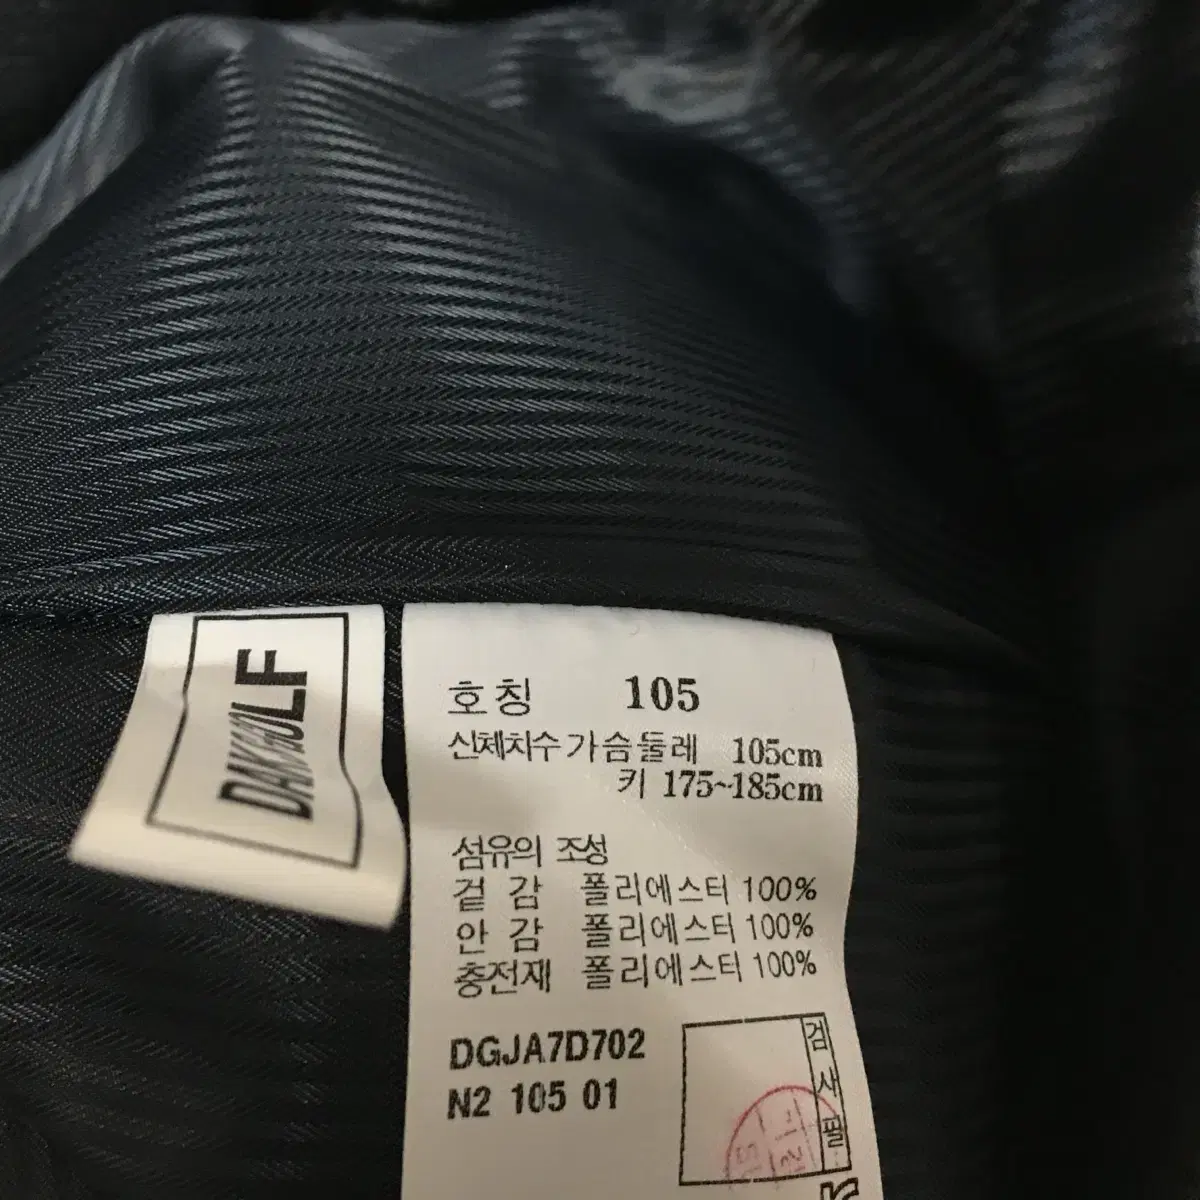 DAKGOLF
호칭 105
신체치수 가슴둘레 105cm
키 175~185cm
섬유의 조성
겉감 폴리에스터 100%
안감 폴리에스터 100%
충전재 폴리에스터 100%
DGJA7D702
N2 105 01
검사필